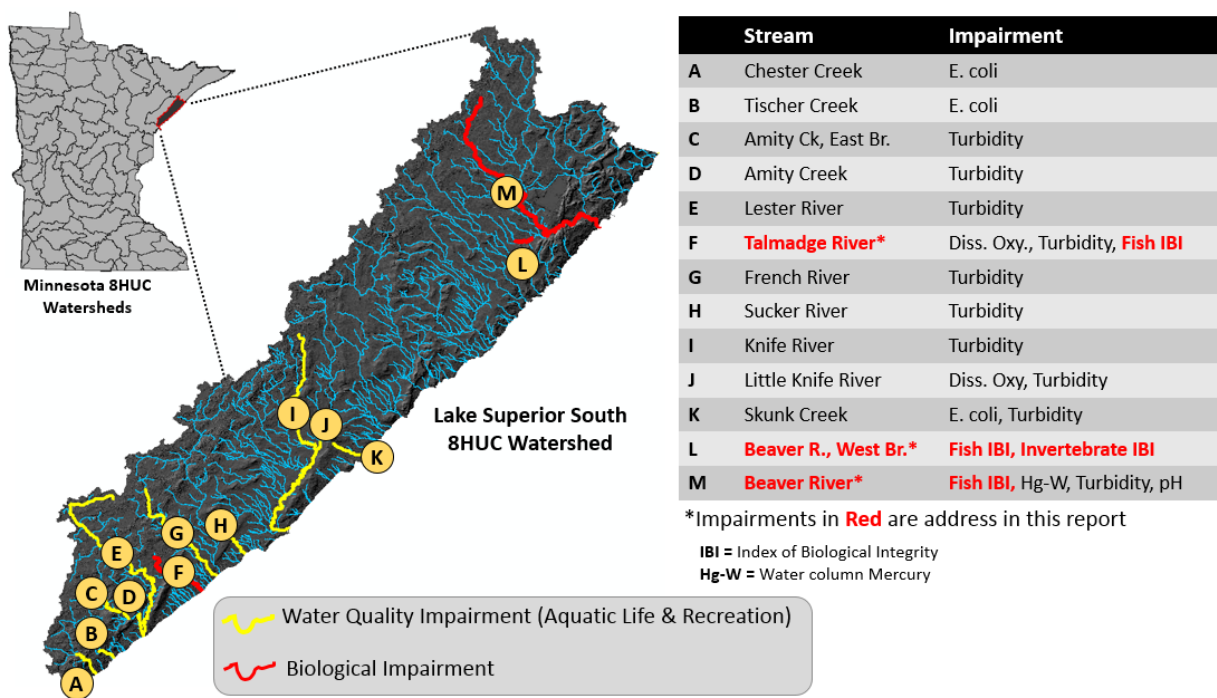 Minnesota 8HUC
Watersheds
M
L
I
J
K
Lake Superior South
8HUC Watershed
H
G
E
F
C
D
B
A
Water Quality Impairment (Aquatic Life & Recreation)
Biological Impairment
Stream Impairment
A Chester Creek E. coli
B Tischer Creek E. coli
C Amity Ck, East Br. Turbidity
D Amity Creek Turbidity
E Lester River Turbidity
F Talmadge River* Diss. Oxy., Turbidity, Fish IBI
G French River Turbidity
H Sucker River Turbidity
I Knife River Turbidity
J Little Knife River Diss. Oxy, Turbidity
K Skunk Creek E. coli, Turbidity
L Beaver R., West Br.* Fish IBI, Invertebrate IBI
M Beaver River* Fish IBI, Hg-W, Turbidity, pH
*Impairments in Red are address in this report
IBI = Index of Biological Integrity
Hg-W = Water column Mercury